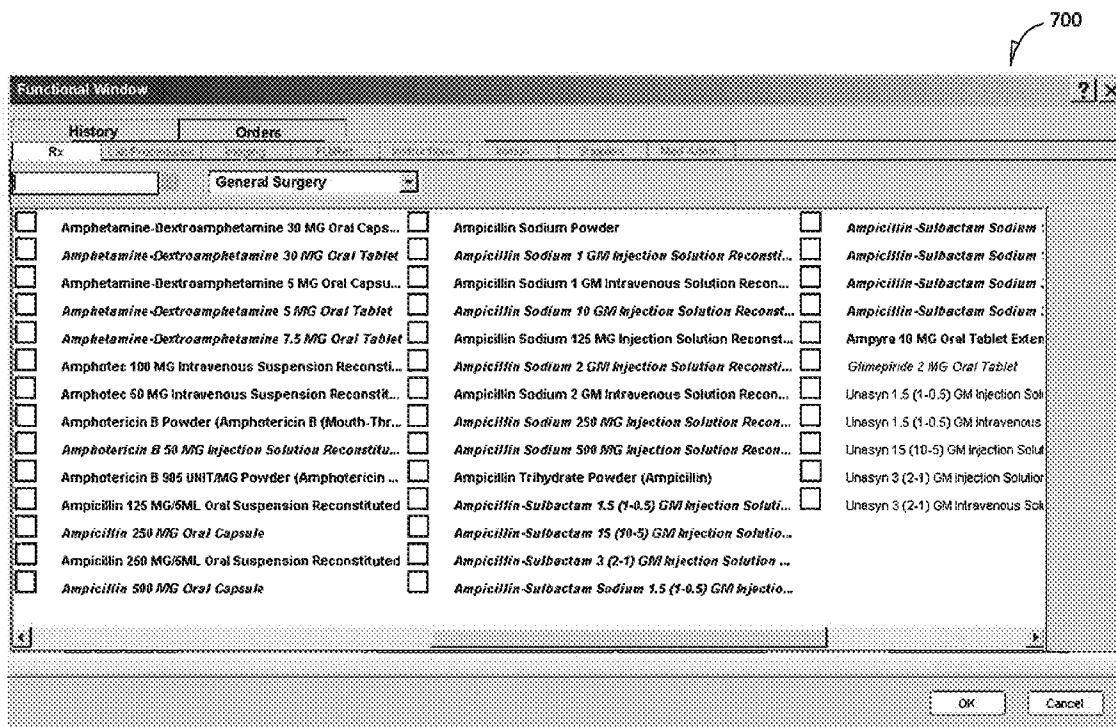 700
Functional Window
? X
History
Orders
Rx
General Surgery
Amphetamine-Dextroamphetamine 30 MG Oral Caps...
Amphetamine-Dextroamphetamine 30 MG Oral Tablet
Amphetamine-Dextroamphetamine 5 MG Oral Capsu...
Amphetamine-Dextroamphetamine 5 MG Oral Tablet
Amphetamine-Dextroamphetamine 7.5 MG Oral Tablet
Amphotec 100 MG Intravenous Suspension Reconsti...
Amphotec 50 MG Intravenous Suspension Reconstit...
Amphotericin B Powder (Amphotericin B (Mouth-Thr...
Amphotericin B 50 MG Injection Solution Reconstitu...
Amphotericin B 985 UNIT/MG Powder (Amphotericin ...
Ampicillin 125 MG/5ML Oral Suspension Reconstituted
Ampicillin 250 MG Oral Capsule
Ampicillin 250 MG/5ML Oral Suspension Reconstituted
Ampicillin 500 MG Oral Capsule
Ampicillin Sodium Powder
Ampicillin Sodium 1 GM Injection Solution Reconsti...
Ampicillin Sodium 1 GM Intravenous Solution Recon...
Ampicillin Sodium 10 GM Injection Solution Reconst...
Ampicillin Sodium 125 MG Injection Solution Reconst...
Ampicillin Sodium 2 GM Injection Solution Reconsti...
Ampicillin Sodium 2 GM Intravenous Solution Recon...
Ampicillin Sodium 250 MG Injection Solution Recon...
Ampicillin Sodium 500 MG Injection Solution Recon...
Ampicillin Trihydrate Powder (Ampicillin)
Ampicillin-Sulbactam 1.5 (1-0.5) GM Injection Soluti...
Ampicillin-Sulbactam 15 (10-5) GM Injection Solutio...
Ampicillin-Sulbactam 3 (2-1) GM Injection Solution ...
Ampicillin-Sulbactam Sodium 1.5 (1-0.5) GM Injectio...
Ampicillin-Sulbactam Sodium
Ampicillin-Sulbactam Sodium
Ampicillin-Sulbactam Sodium
Ampicillin-Sulbactam Sodium
Ampyra 10 MG Oral Tablet Exten
Glimepiride 2 MG Oral Tablet
Unasyn 1.5 (1-0.5) GM Injection Solu
Unasyn 1.5 (1-0.5) GM Intravenous
Unasyn 15 (10-5) GM Injection Solut
Unasyn 3 (2-1) GM Injection Solution
Unasyn 3 (2-1) GM Intravenous Solu
OK
Cancel